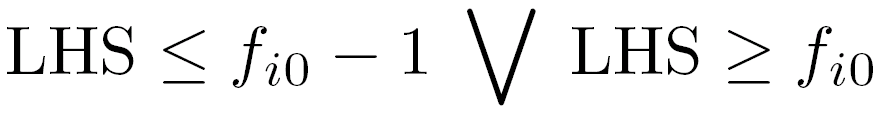 LHS ≤ f_{i0} − 1 ⋁ LHS ≥ f_{i0}